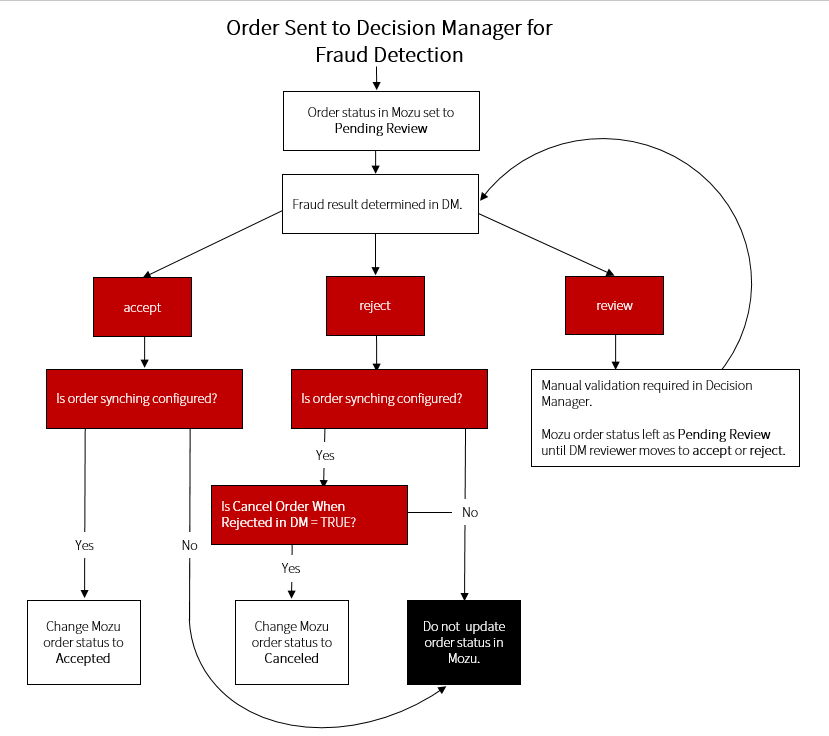 Order Sent to Decision Manager for
Fraud Detection
Order status in Mozu set to
Pending Review
Fraud result determined in DM.
accept
reject
review
Is order synching configured?
Is order synching configured?
Manual validation required in Decision
Manager.
Mozu order status left as Pending Review
until DM reviewer moves to accept or reject.
Yes
Is Cancel Order When
Rejected in DM = TRUE?
No
Yes
No
Yes
Change Mozu
order status to
Accepted
Change Mozu
order status to
Canceled
Do not update
order status in
Mozu.